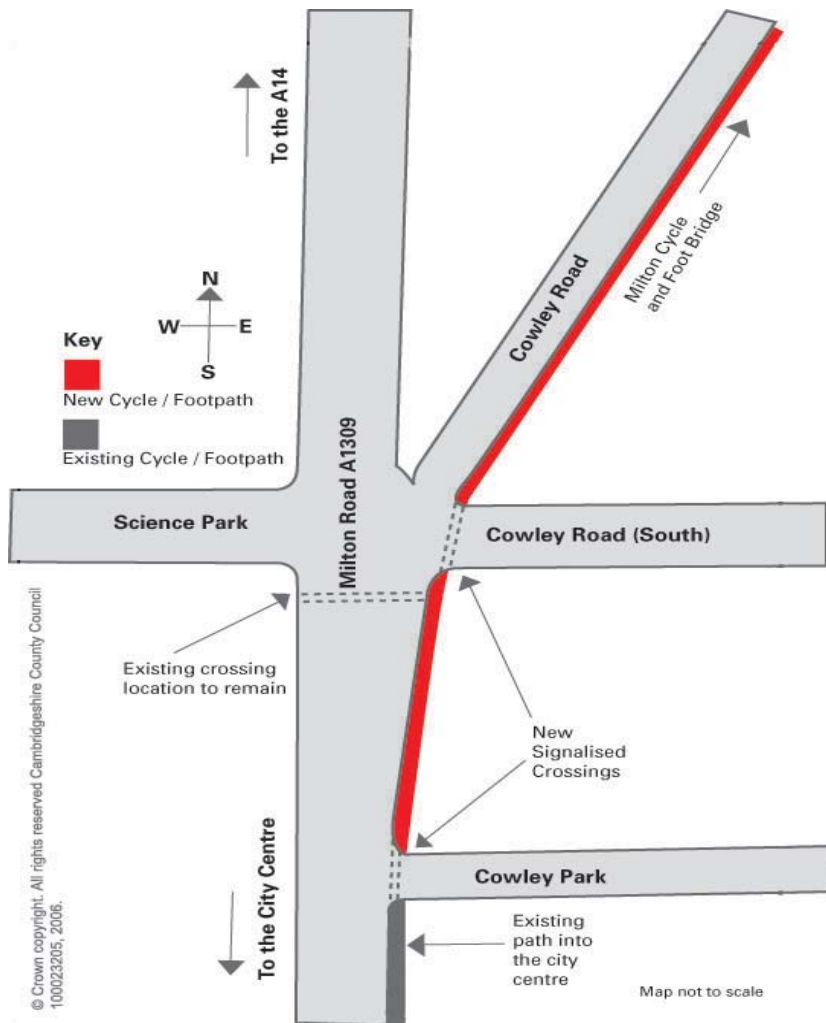 To the A14
N
W
E
S
Key
New Cycle / Footpath
Existing Cycle / Footpath
Cowley Road
Milton Cycle
and Foot Bridge
Milton Road A1309
Science Park
Cowley Road (South)
Existing crossing
location to remain
New
Signalised
Crossings
To the City Centre
Cowley Park
Existing
path into
the city
centre
Map not to scale
© Crown copyright. All rights reserved Cambridgeshire County Council
100023205, 2006.